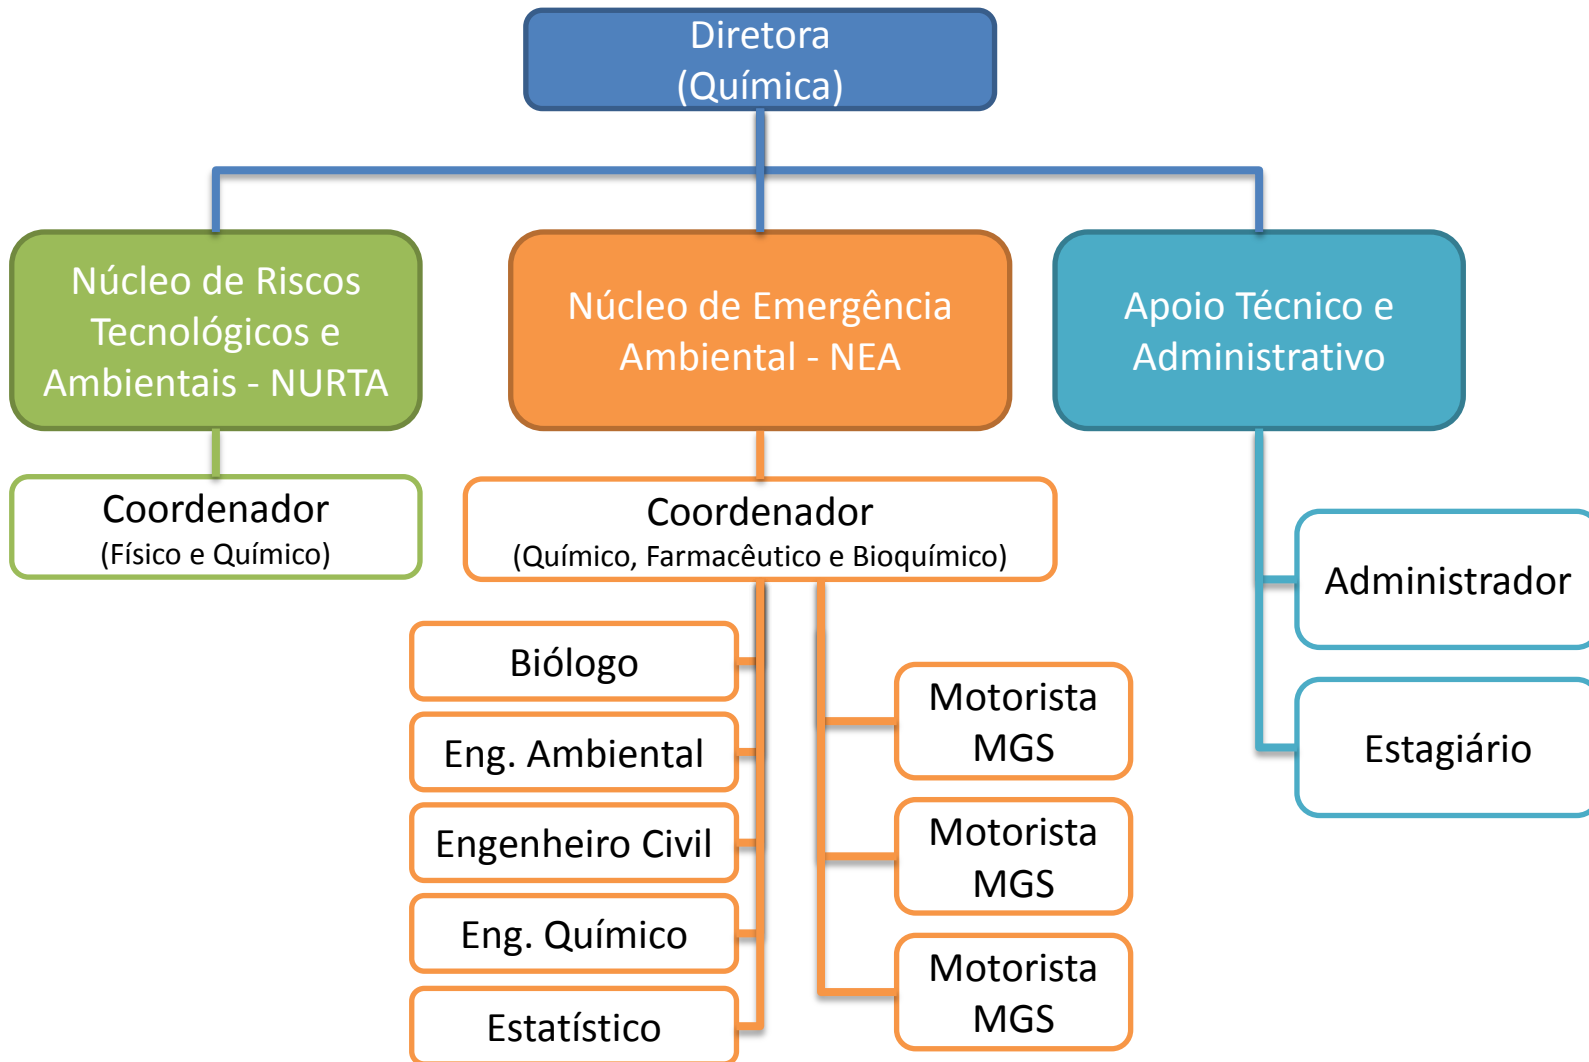 Diretora
(Química)
Núcleo de Riscos
Tecnológicos e
Ambientais - NURTA
Núcleo de Emergência
Ambiental - NEA
Apoio Técnico e
Administrativo
Coordenador
(Físico e Químico)
Coordenador
(Químico, Farmacêutico e Bioquímico)
Biólogo
Eng. Ambiental
Engenheiro Civil
Eng. Químico
Estatístico
Motorista
MGS
Motorista
MGS
Motorista
MGS
Administrador
Estagiário